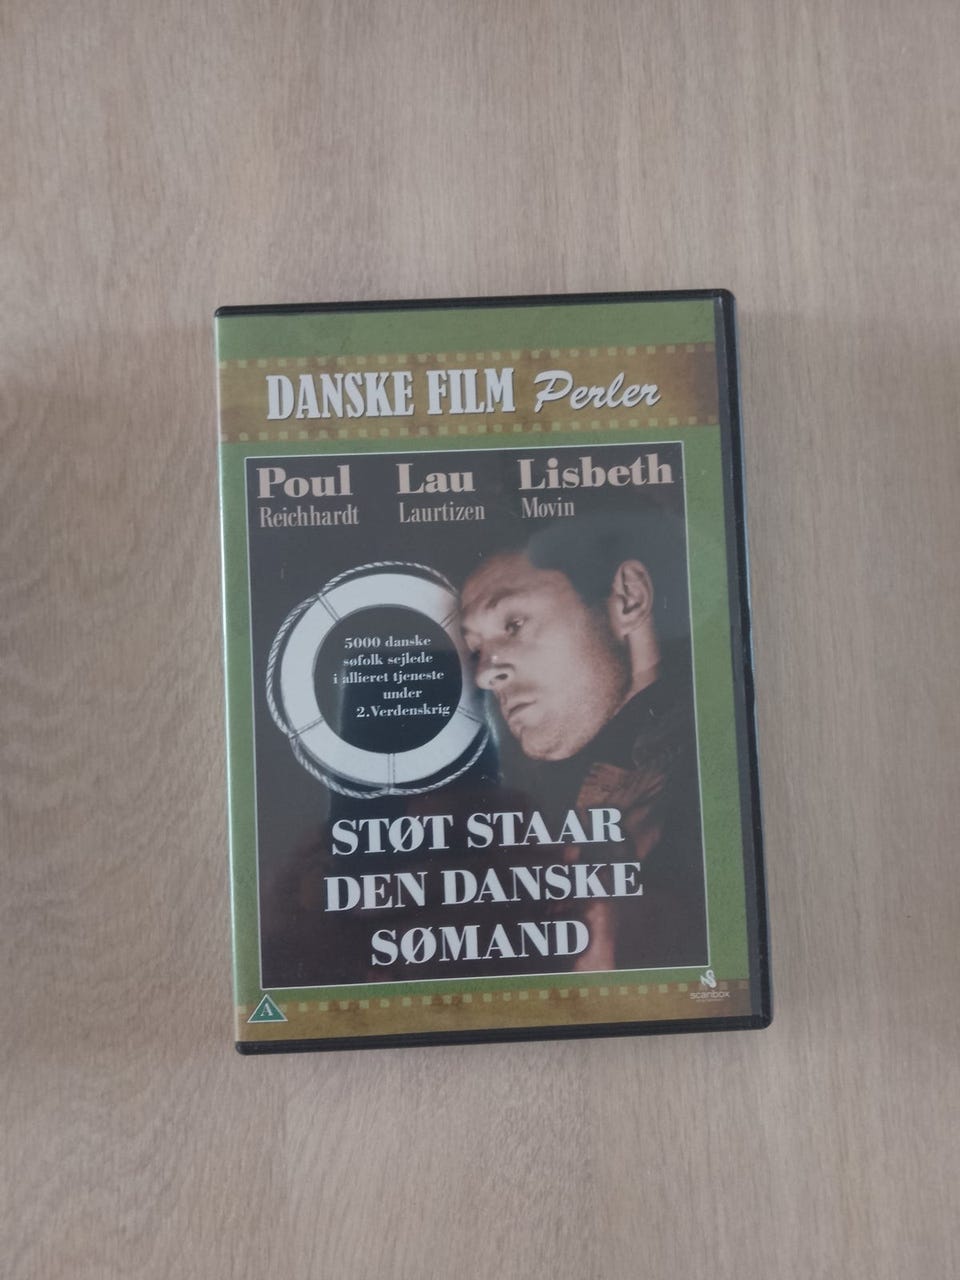 DANSKE FILM Perler
Poul Lau Lisbeth
Reichhardt Laurtizen Movin
5000 danske
søfolk sejlede
i allieret tjeneste
under
2.Verdenskrig
STØT STAAR
DEN DANSKE
SØMAND
A
scanbox